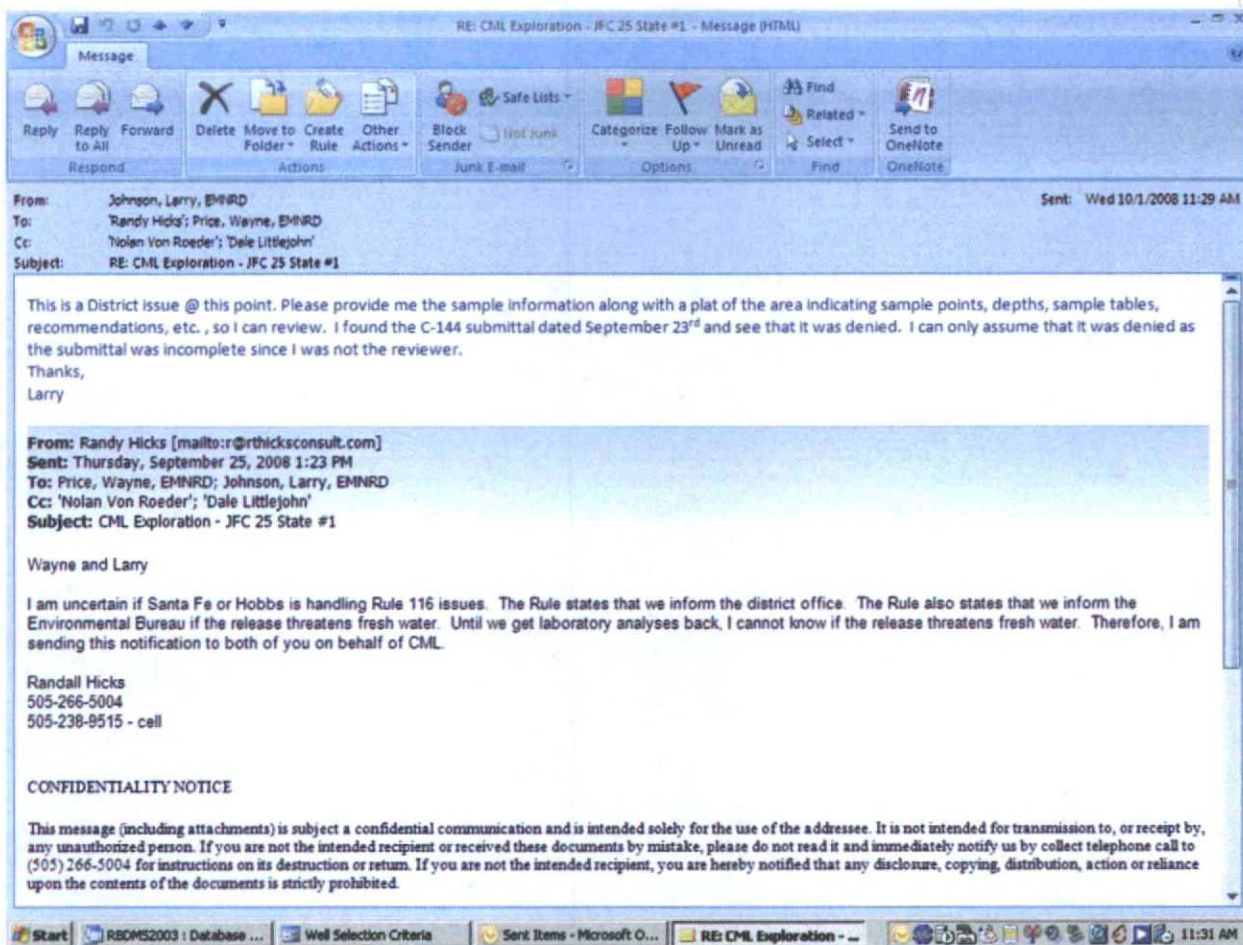 RE: CML Exploration - JFC 25 State #1 - Message (HTML)
Message
Reply
Reply to All
Forward
Delete
Move to Folder
Create Rule
Other Actions
Block Sender
Safe Lists
Not Junk
Categorize
Follow Up
Mark as Unread
Find
Related
Select
Send to OneNote
Respond
Actions
Junk E-mail
Options
Find
OneNote
From: Johnson, Larry, EMNRD
Sent: Wed 10/1/2008 11:29 AM
To: 'Randy Hicks'; Price, Wayne, EMNRD
Cc: 'Nolan Von Roeder'; 'Dale Littlejohn'
Subject: RE: CML Exploration - JFC 25 State #1
This is a District issue @ this point. Please provide me the sample information along with a plat of the area indicating sample points, depths, sample tables,
recommendations, etc. , so I can review. I found the C-144 submittal dated September 23rd and see that it was denied. I can only assume that it was denied as
the submittal was incomplete since I was not the reviewer.
Thanks,
Larry
From: Randy Hicks [mailto:r@rthicksconsult.com]
Sent: Thursday, September 25, 2008 1:23 PM
To: Price, Wayne, EMNRD; Johnson, Larry, EMNRD
Cc: 'Nolan Von Roeder'; 'Dale Littlejohn'
Subject: CML Exploration - JFC 25 State #1
Wayne and Larry
I am uncertain if Santa Fe or Hobbs is handling Rule 116 issues. The Rule states that we inform the district office. The Rule also states that we inform the
Environmental Bureau if the release threatens fresh water. Until we get laboratory analyses back, I cannot know if the release threatens fresh water. Therefore, I am
sending this notification to both of you on behalf of CML.
Randall Hicks
505-266-5004
505-238-9515 - cell
CONFIDENTIALITY NOTICE
This message (including attachments) is subject a confidential communication and is intended solely for the use of the addressee. It is not intended for transmission to, or receipt by,
any unauthorized person. If you are not the intended recipient or received these documents by mistake, please do not read it and immediately notify us by collect telephone call to
(505) 266-5004 for instructions on its destruction or return. If you are not the intended recipient, you are hereby notified that any disclosure, copying, distribution, action or reliance
upon the contents of the documents is strictly prohibited.
Start
RBDMS2003 : Database ...
Well Selection Criteria
Sent Items - Microsoft O...
RE: CML Exploration - ...
11:31 AM